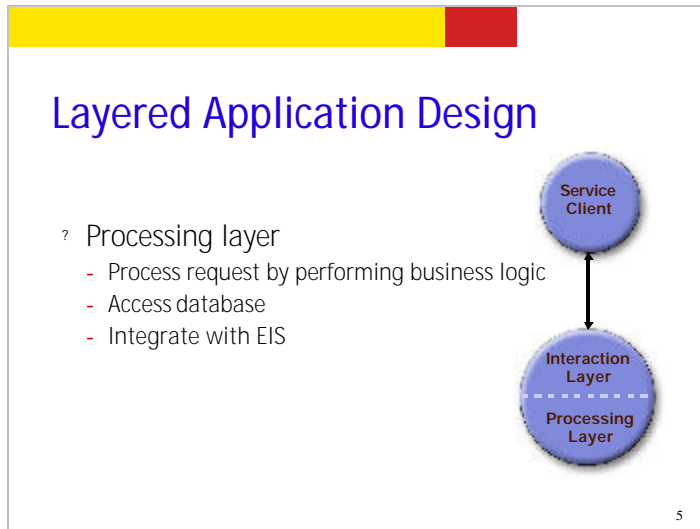 Layered Application Design
? Processing layer
- Process request by performing business logic
- Access database
- Integrate with EIS
Service
Client
Interaction
Layer
Processing
Layer
5